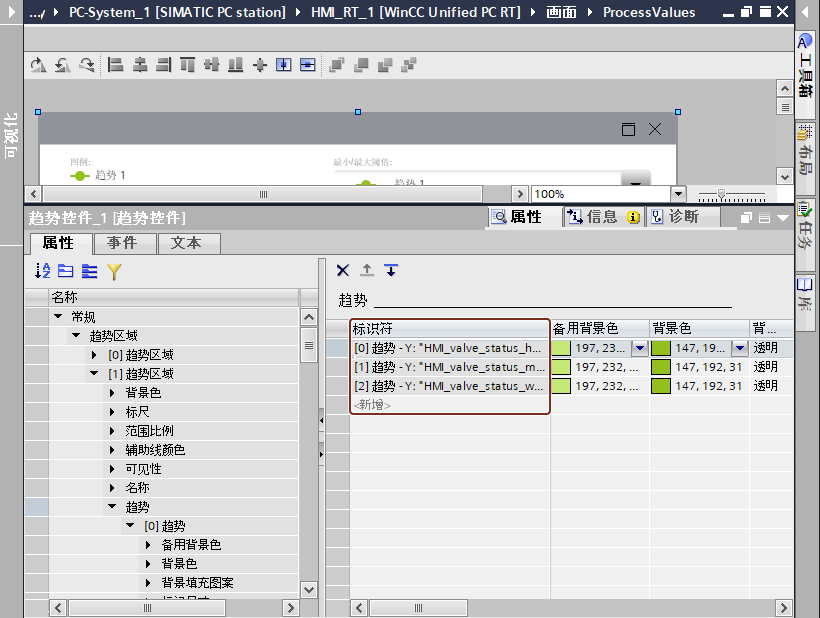 .../ ▸ PC-System_1 [SIMATIC PC station] ▸ HMI_RT_1 [WinCC Unified PC RT] ▸ 画面 ▸ ProcessValues
工具箱
布局
任务
库
可视化
图例:
最小/最大阈值:
趋势 1
趋势 1
100%
趋势控件_1 [趋势控件]
属性
信息
诊断
属性
事件
文本
名称
常规
趋势区域
[0] 趋势区域
[1] 趋势区域
背景色
标尺
范围比例
辅助线颜色
可见性
名称
趋势
[0] 趋势
备用背景色
背景色
背景填充图案
趋势
标识符 备用背景色 背景色 背...
[0] 趋势 - Y: "HMI_valve_status_h... 197, 23... 147, 19... 透明
[1] 趋势 - Y: "HMI_valve_status_m... 197, 232, ... 147, 192, 31 透明
[2] 趋势 - Y: "HMI_valve_status_w... 197, 232, ... 147, 192, 31 透明
<新增>